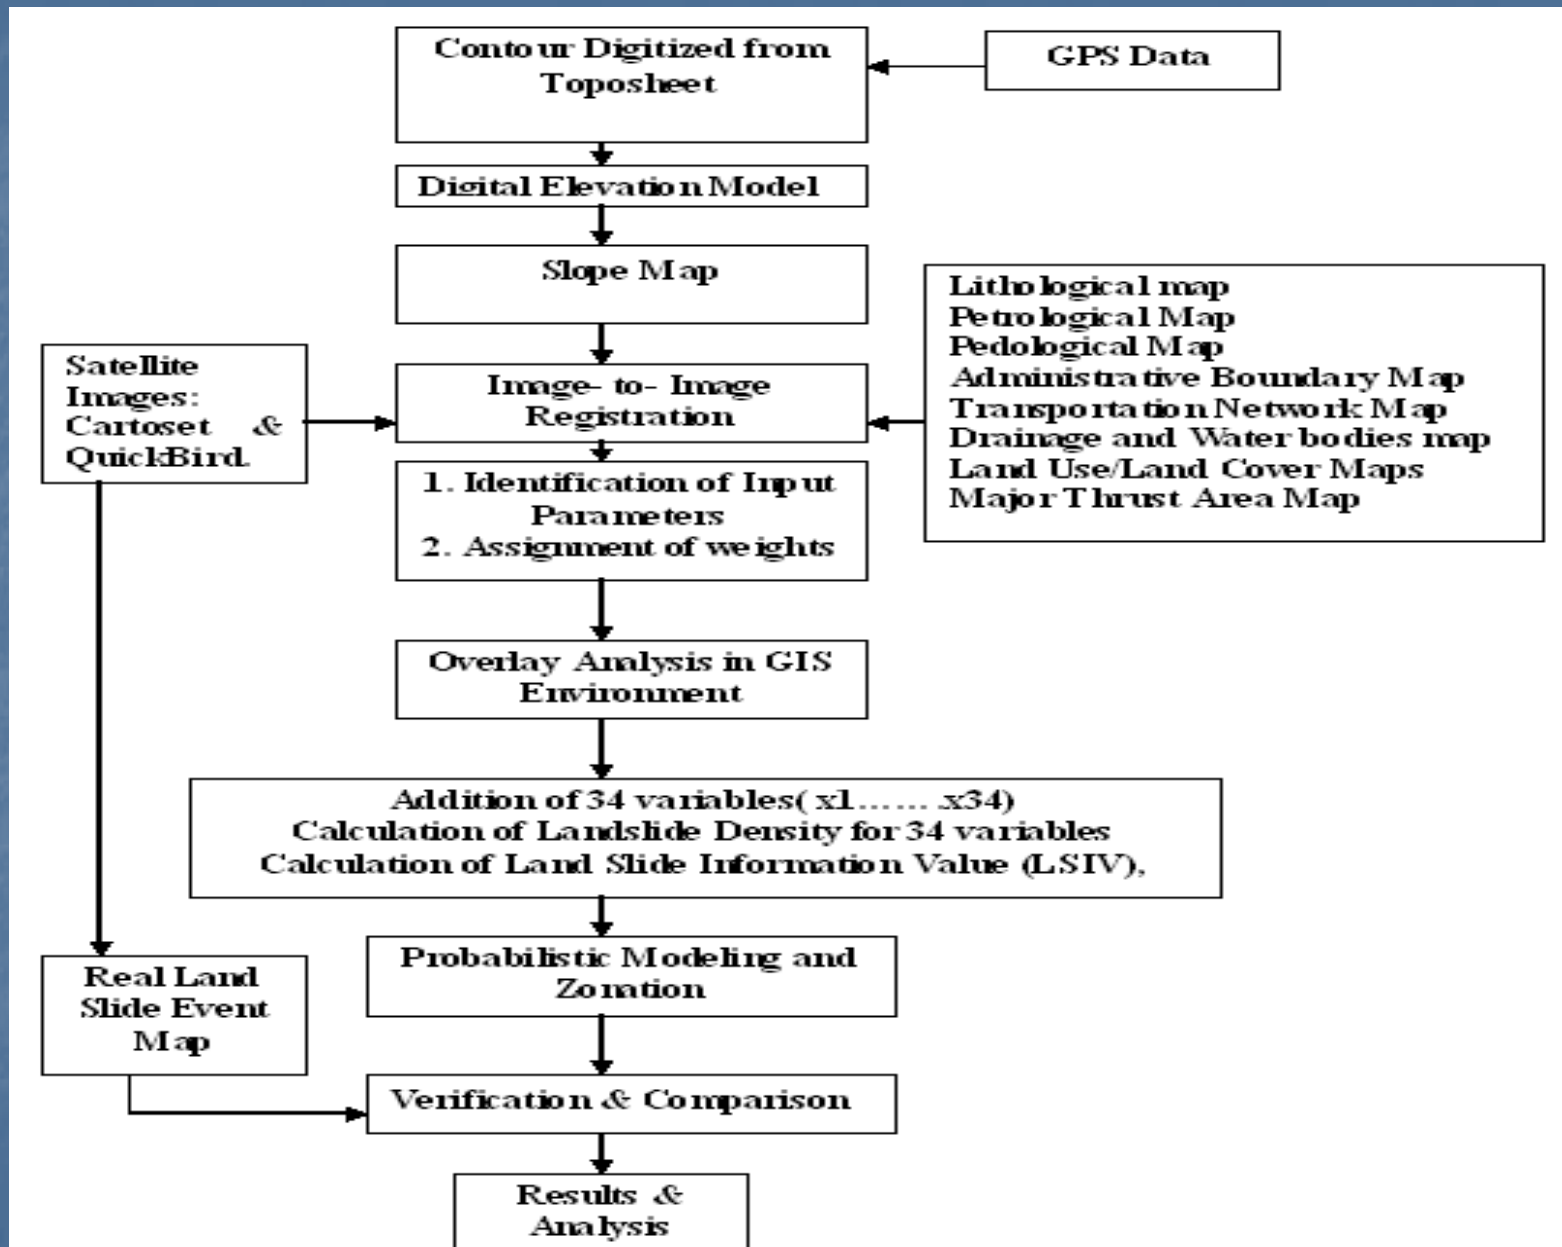 Contour Digitized from
Toposheet
GPS Data
Digital Elevation Model
Slope Map
Lithological map
Petrological Map
Pedological Map
Administrative Boundary Map
Transportation Network Map
Drainage and Water bodies map
Land Use/Land Cover Maps
Major Thrust Area Map
Satellite
Images:
Cartoset &
QuickBird.
Image- to- Image
Registration
1. Identification of Input
Parameters
2. Assignment of weights
Overlay Analysis in GIS
Environment
Addition of 34 variables( x1...... .x34)
Calculation of Landslide Density for 34 variables
Calculation of Land Slide Information Value (LSIV),
Probabilistic Modeling and
Zonation
Real Land
Slide Event
Map
Verification & Comparison
Results &
Analysis